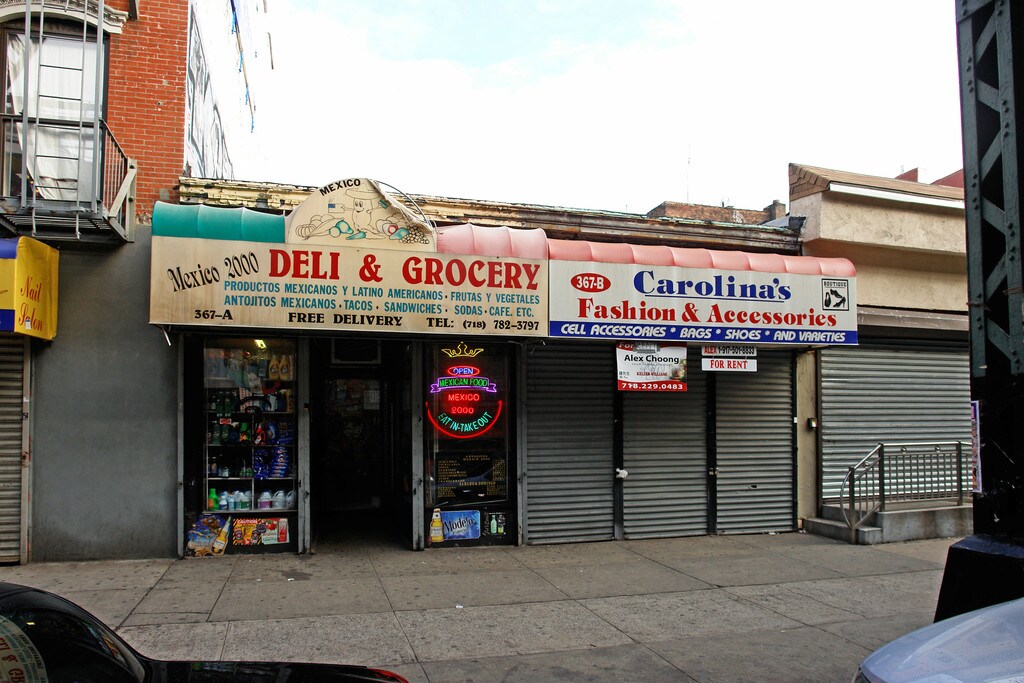 Nail
MEXICO
Mexico 2000 DELI & GROCERY
PRODUCTOS MEXICANOS Y LATINO AMERICANOS · FRUTAS Y VEGETALES
ANTOJITOS MEXICANOS · TACOS · SANDWICHES · SODAS · CAFE. ETC.
367-A FREE DELIVERY TEL: (718) 782-3797
367-B Carolina's
BOUTIQUE
Fashion & Accessories
CELL ACCESSORIES * BAGS * SHOES * AND VARIETIES
OPEN
MEXICAN FOOD
MEXICO
2000
EAT IN-TAKE OUT
Modelo
Alex Choong
718.229.0483
FOR RENT